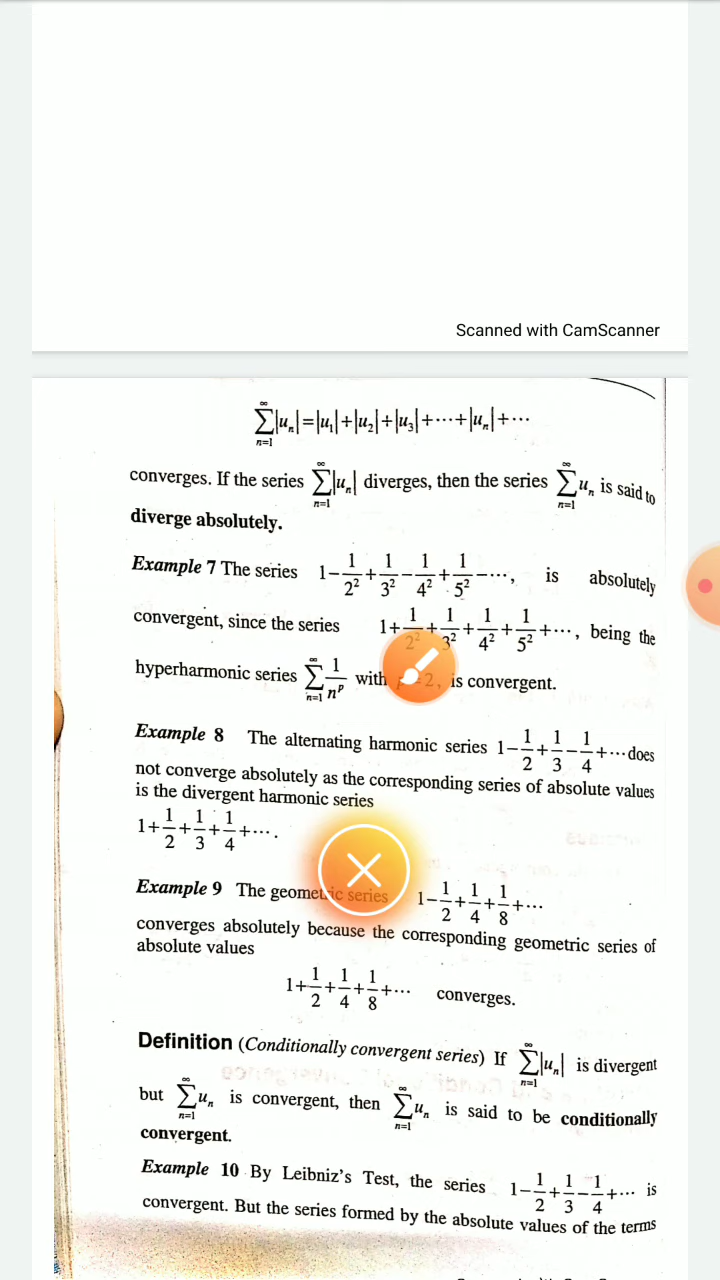 Scanned with CamScanner
∞
∑|uₙ|=|u₁|+|u₂|+|u₃|+···+|uₙ|+···
n=1
converges. If the series ∑|uₙ| diverges, then the series ∑uₙ is said to
diverge absolutely.
Example 7 The series 1-1/2²+1/3²-1/4²+1/5²-···, is absolutely
convergent, since the series 1+1/2²+1/3²+1/4²+1/5²+···, being the
hyperharmonic series ∑1/nᵖ with p=2, is convergent.
Example 8 The alternating harmonic series 1-1/2+1/3-1/4+···does
not converge absolutely as the corresponding series of absolute values
is the divergent harmonic series
1+1/2+1/3+1/4+···.
Example 9 The geometric series 1-1/2+1/4+1/8+···
converges absolutely because the corresponding geometric series of
absolute values
1+1/2+1/4+1/8+··· converges.
Definition (Conditionally convergent series) If ∑|uₙ| is divergent
but ∑uₙ is convergent, then ∑uₙ is said to be conditionally
convergent.
Example 10 By Leibniz's Test, the series 1-1/2+1/3-1/4+··· is
convergent. But the series formed by the absolute values of the terms